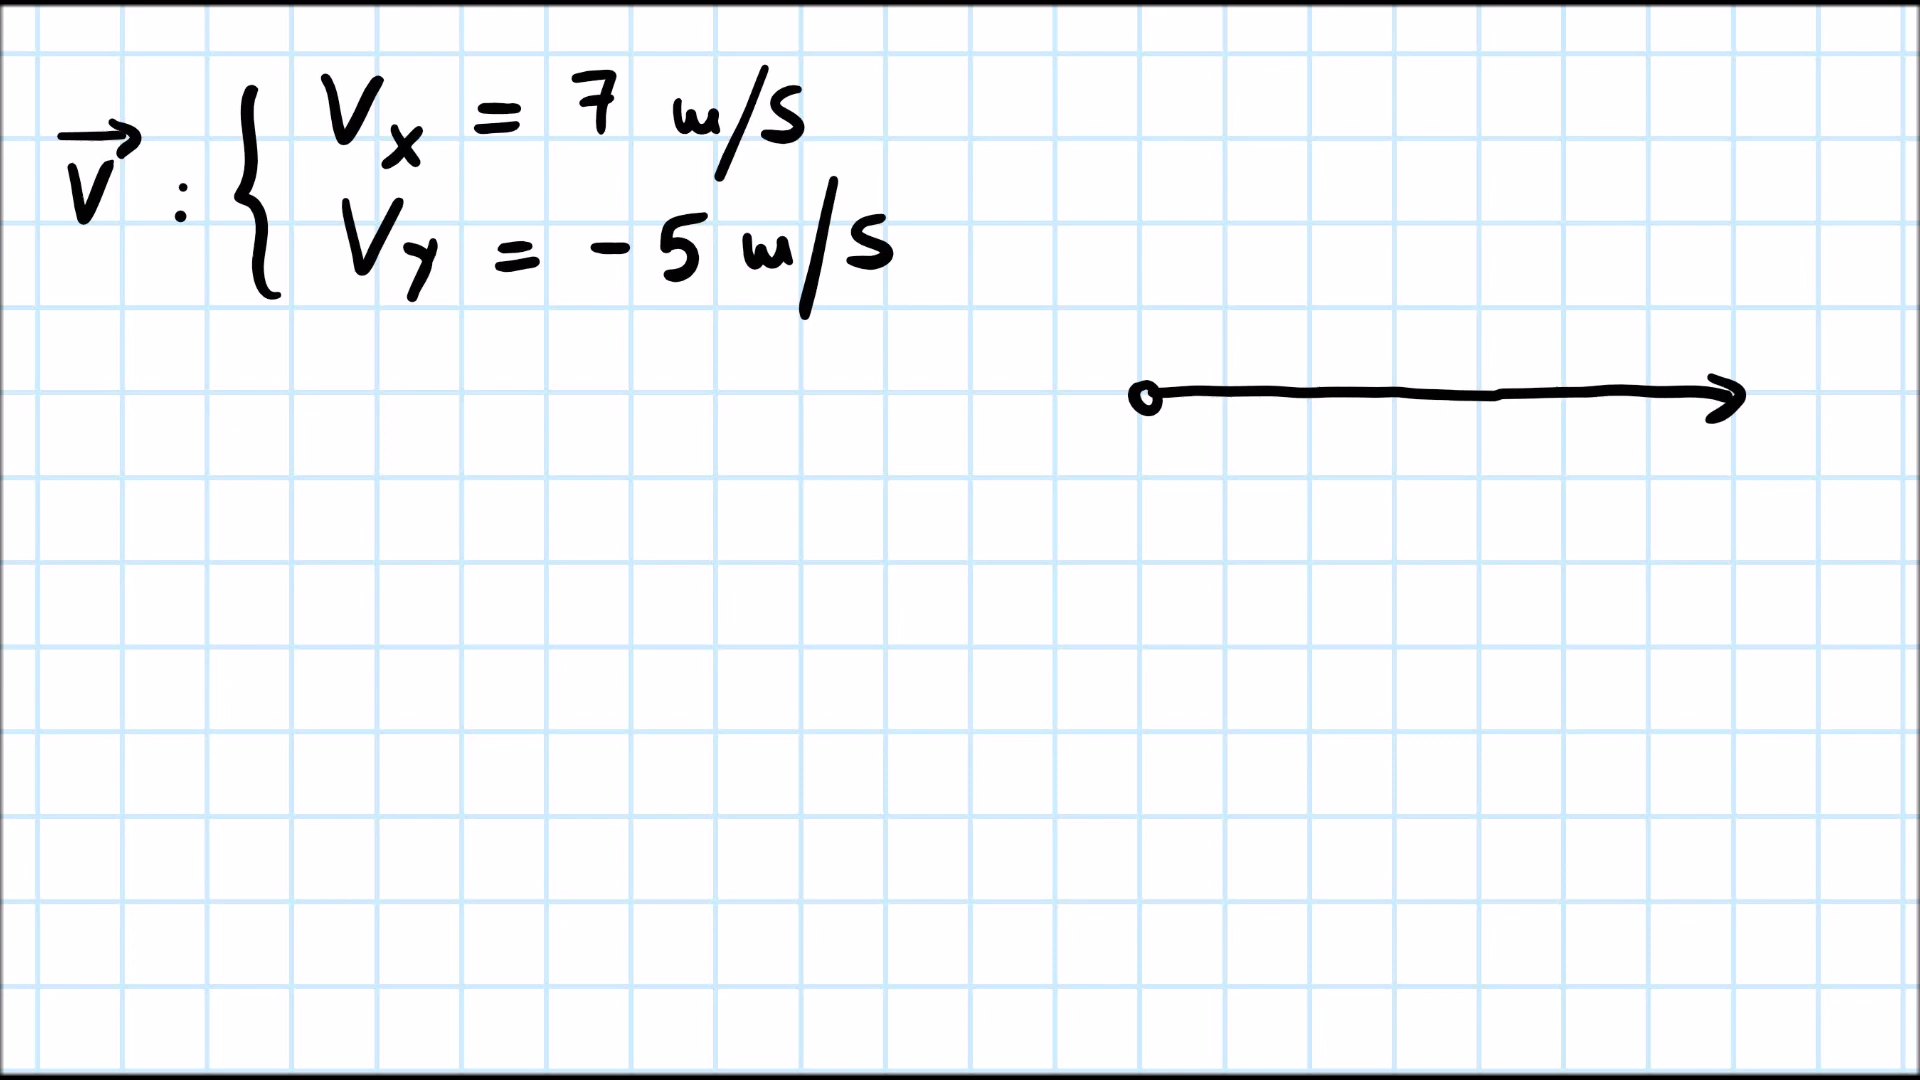 v⃗ : { Vx = 7 m/s
Vy = - 5 m/s